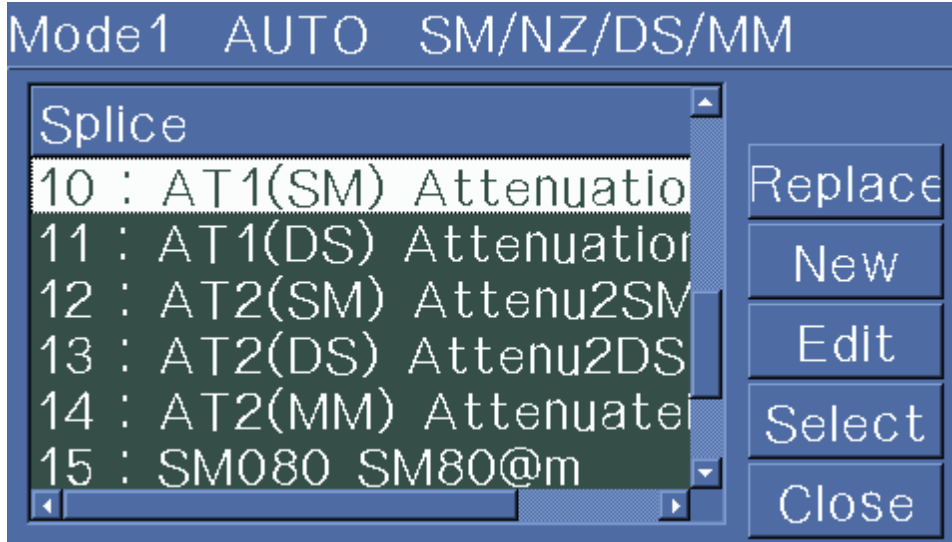 Mode1 AUTO SM/NZ/DS/MM
Splice
10 : AT1(SM) Attenuatio
11 : AT1(DS) Attenuation
12 : AT2(SM) Attenu2SM
13 : AT2(DS) Attenu2DS
14 : AT2(MM) Attenuate
15 : SM080 SM80@m
Replace
New
Edit
Select
Close